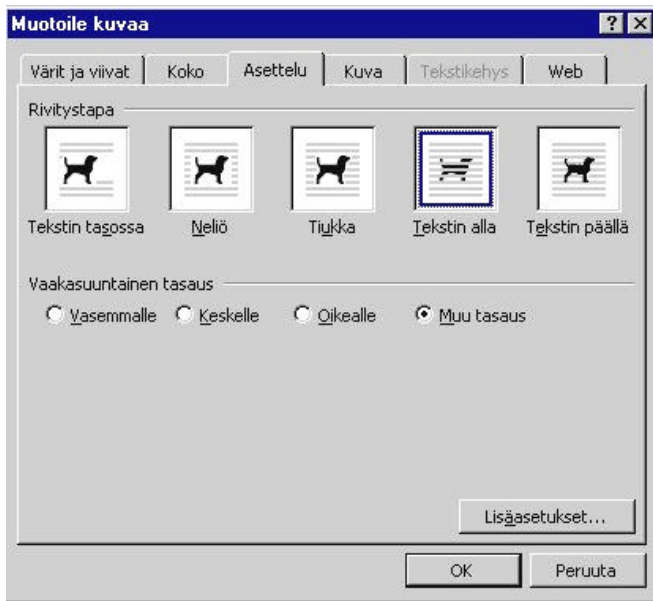 Muotoile kuvaa
Värit ja viivat Koko Asettelu Kuva Tekstikehys Web
Rivitystapa
Tekstin tasossa Neliö Tiukka Tekstin alla Tekstin päällä
Vaakasuuntainen tasaus
Vasemmalle Keskelle Oikealle Muu tasaus
Lisäasetukset...
OK Peruuta